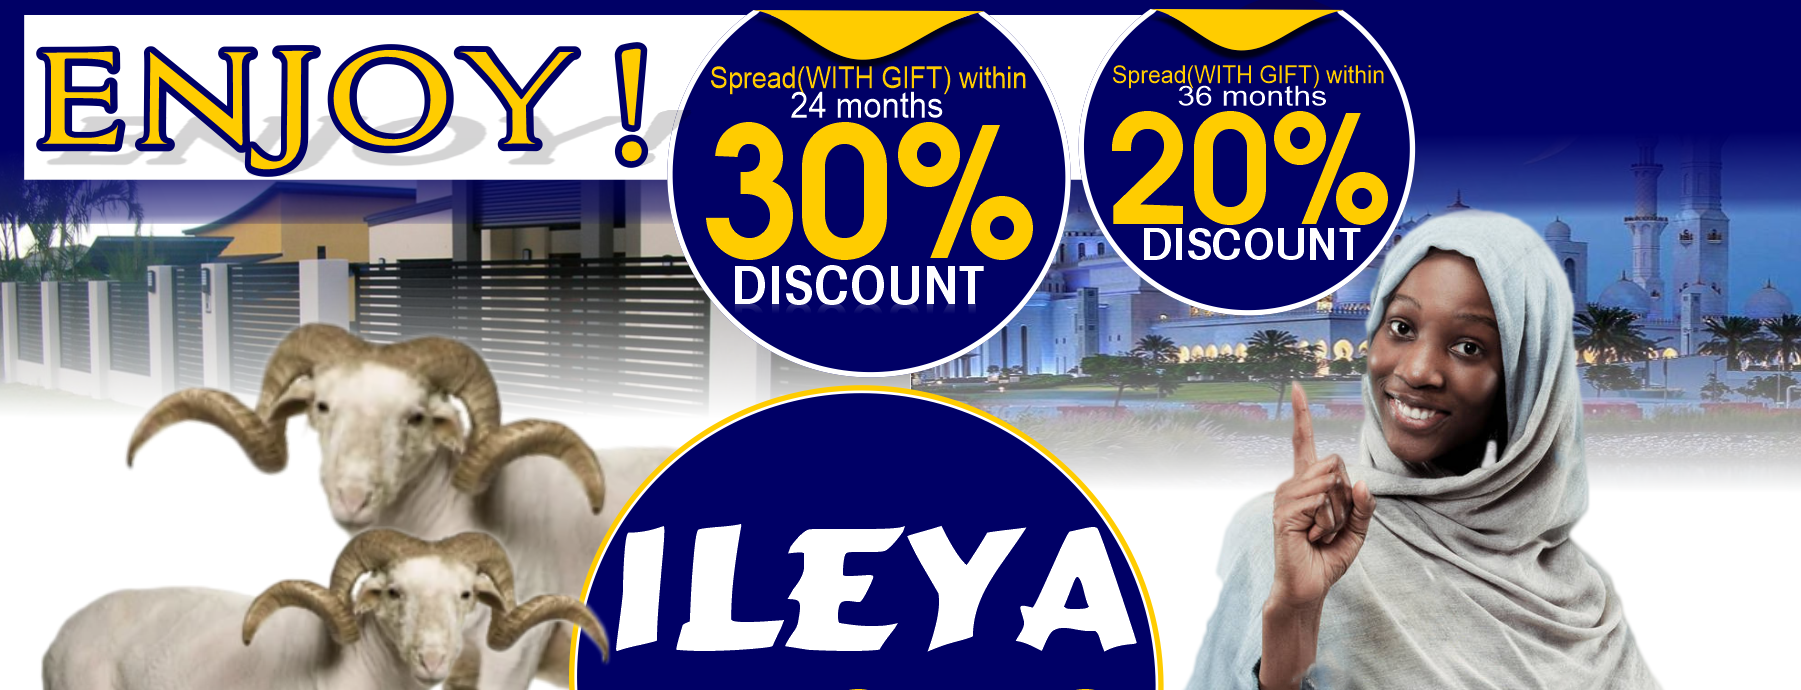 ENJOY!
Spread(WITH GIFT) within
24 months
30%
DISCOUNT
Spread(WITH GIFT) within
36 months
20%
DISCOUNT
ILEYA